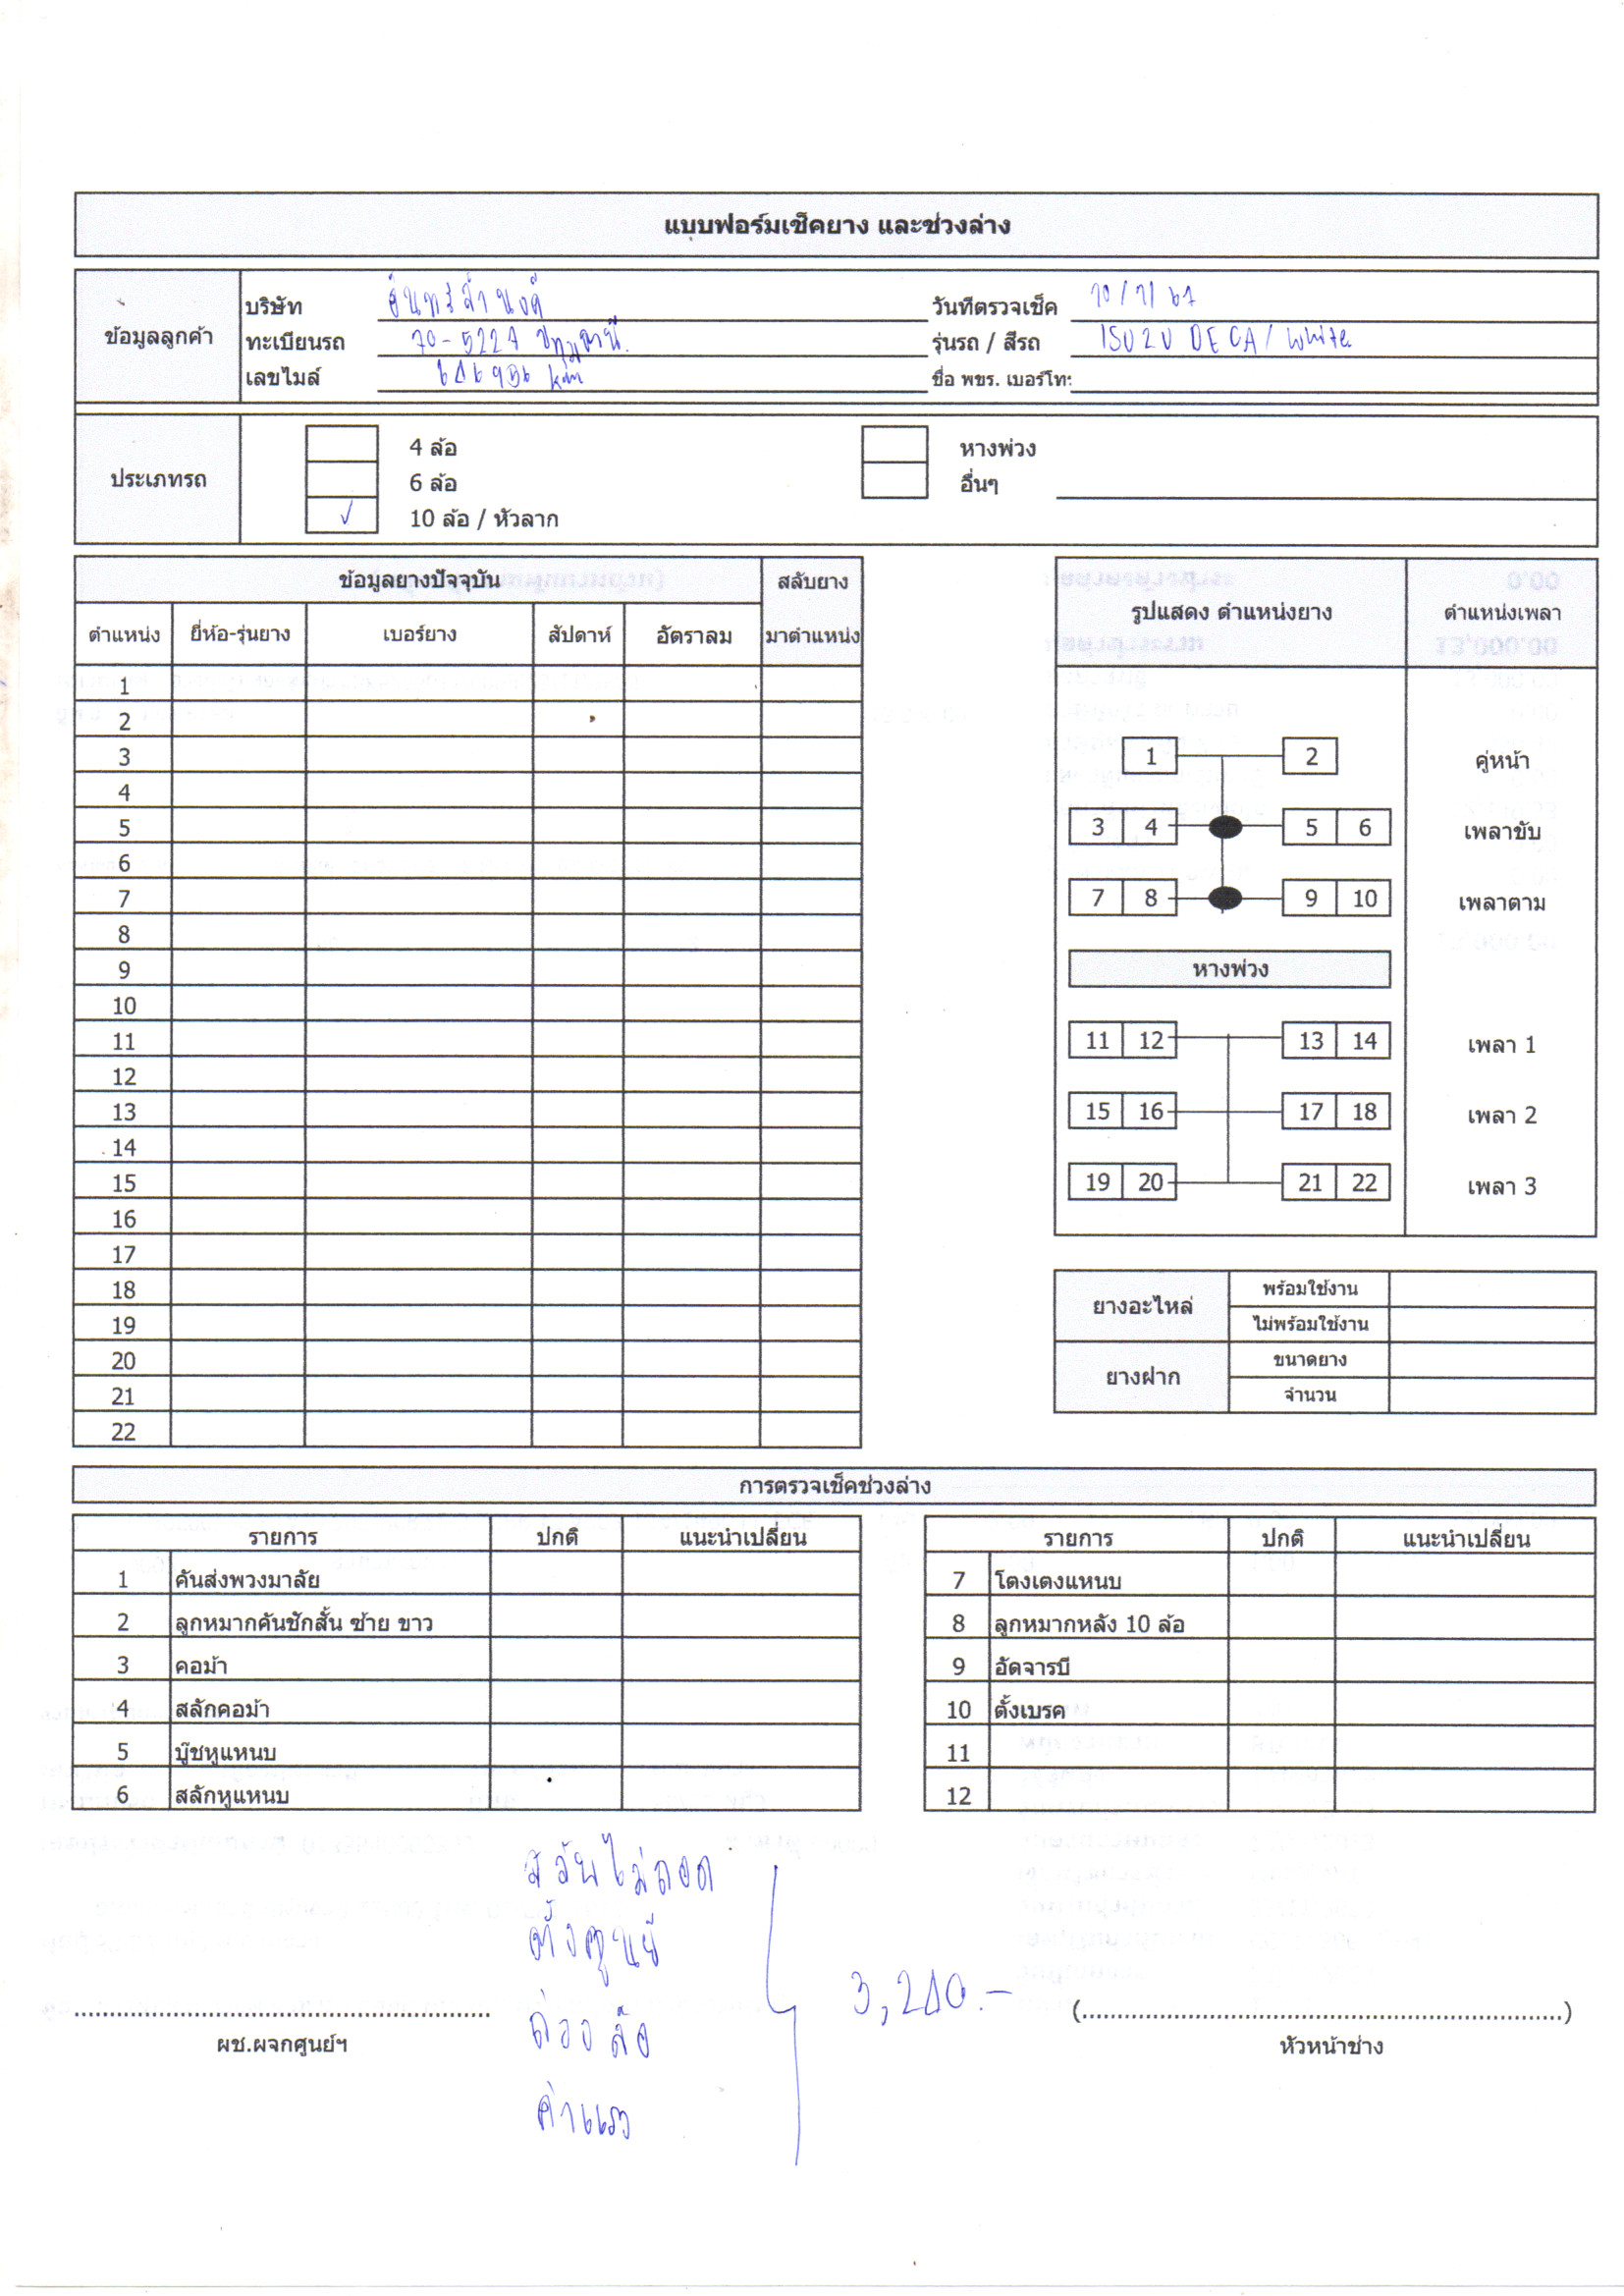 แบบฟอร์มเช็คยาง และช่วงล่าง
ข้อมูลลูกค้า
บริษัท
วันที่ตรวจเช็ค
ทะเบียนรถ 70-5227 ปทุมธานี
รุ่นรถ / สีรถ ISUZU DECA / White
เลขไมล์ km
ชื่อ พขร. เบอร์โทร
ประเภทรถ
4 ล้อ
หางพ่วง
6 ล้อ
อื่นๆ
✓ 10 ล้อ / หัวลาก
ข้อมูลยางปัจจุบัน สลับยาง
ตำแหน่ง ยี่ห้อ-รุ่นยาง เบอร์ยาง สัปดาห์ อัตราลม มาตำแหน่ง
1
2
3
4
5
6
7
8
9
10
11
12
13
14
15
16
17
18
19
20
21
22
รูปแสดง ตำแหน่งยาง ตำแหน่งเพลา
1 2 คู่หน้า
3 4 5 6 เพลาขับ
7 8 9 10 เพลาตาม
หางพ่วง
11 12 13 14 เพลา 1
15 16 17 18 เพลา 2
19 20 21 22 เพลา 3
ยางอะไหล่ พร้อมใช้งาน
ไม่พร้อมใช้งาน
ยางฝาก ขนาดยาง
จำนวน
การตรวจเช็คช่วงล่าง
รายการ ปกติ แนะนำเปลี่ยน
1 คันส่งพวงมาลัย
2 ลูกหมากคันชักสั้น ซ้าย ขาว
3 คอม้า
4 สลักคอม้า
5 บู๊ชหูแหนบ
6 สลักหูแหนบ
รายการ ปกติ แนะนำเปลี่ยน
7 โตงเตงแหนบ
8 ลูกหมากหลัง 10 ล้อ
9 อัดจารบี
10 ตั้งเบรค
11
12
ไม่ถอด
ตั้งศูนย์
ถ่วงล้อ
ค่าแรง
3,240.-
ผช.ผจกศูนย์ฯ
(..........)
หัวหน้าช่าง